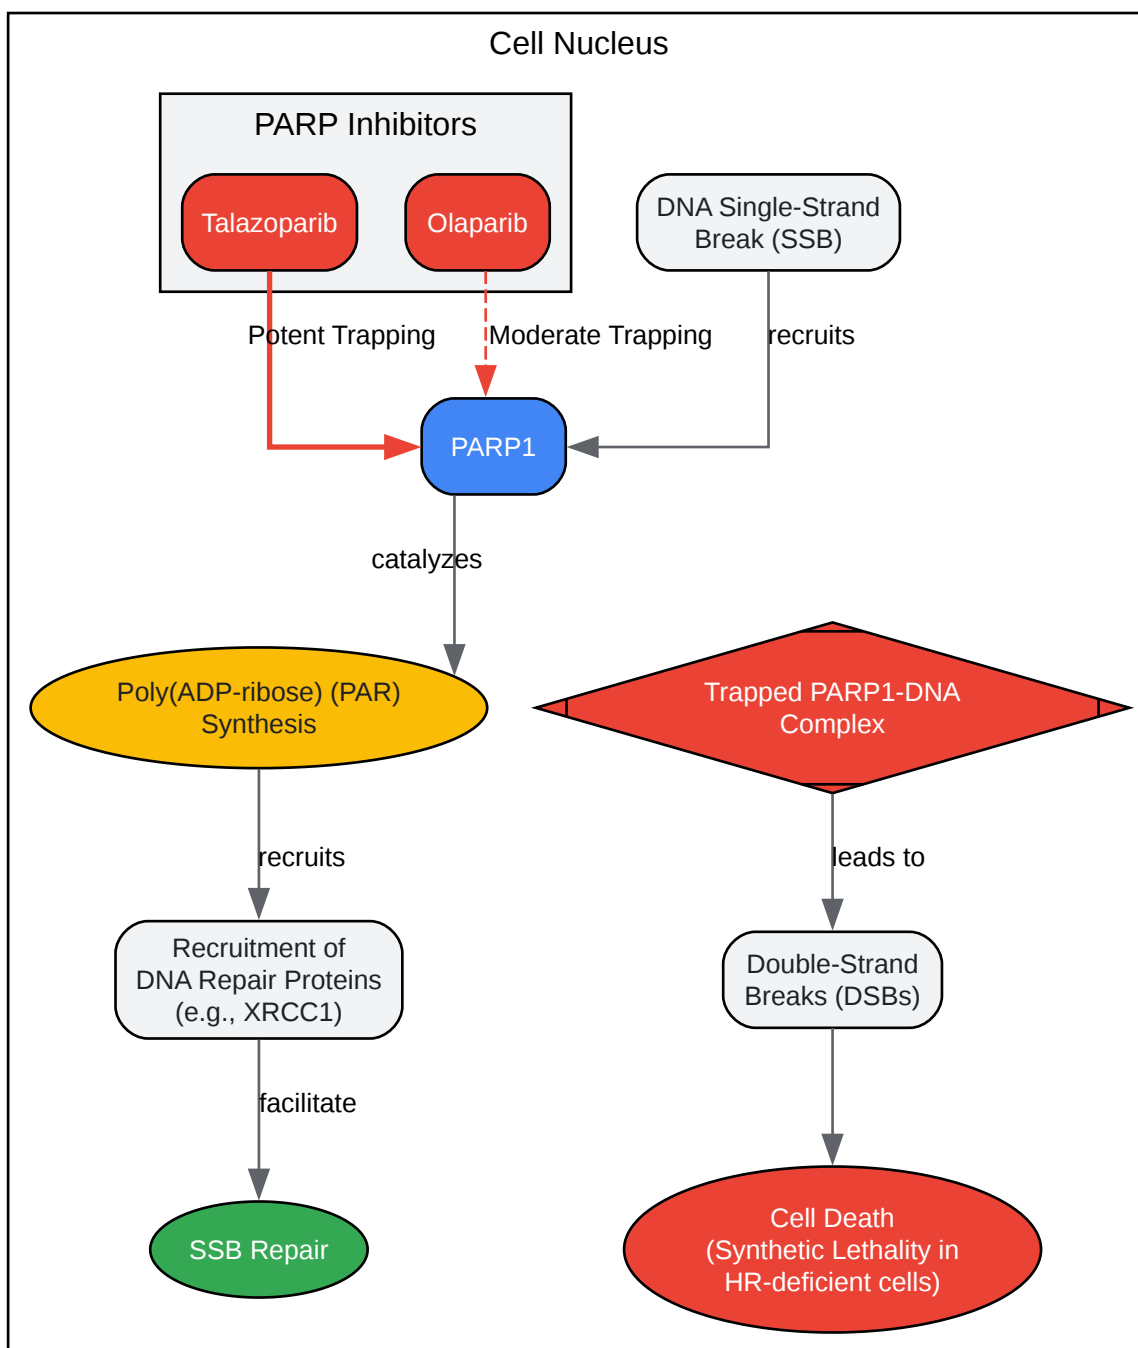 Cell Nucleus
PARP Inhibitors
Talazoparib
Olaparib
DNA Single-Strand
Break (SSB)
Potent Trapping
Moderate Trapping
recruits
PARP1
catalyzes
Poly(ADP-ribose) (PAR)
Synthesis
Trapped PARP1-DNA
Complex
recruits
leads to
Recruitment of
DNA Repair Proteins
(e.g., XRCC1)
Double-Strand
Breaks (DSBs)
facilitate
SSB Repair
Cell Death
(Synthetic Lethality in
HR-deficient cells)